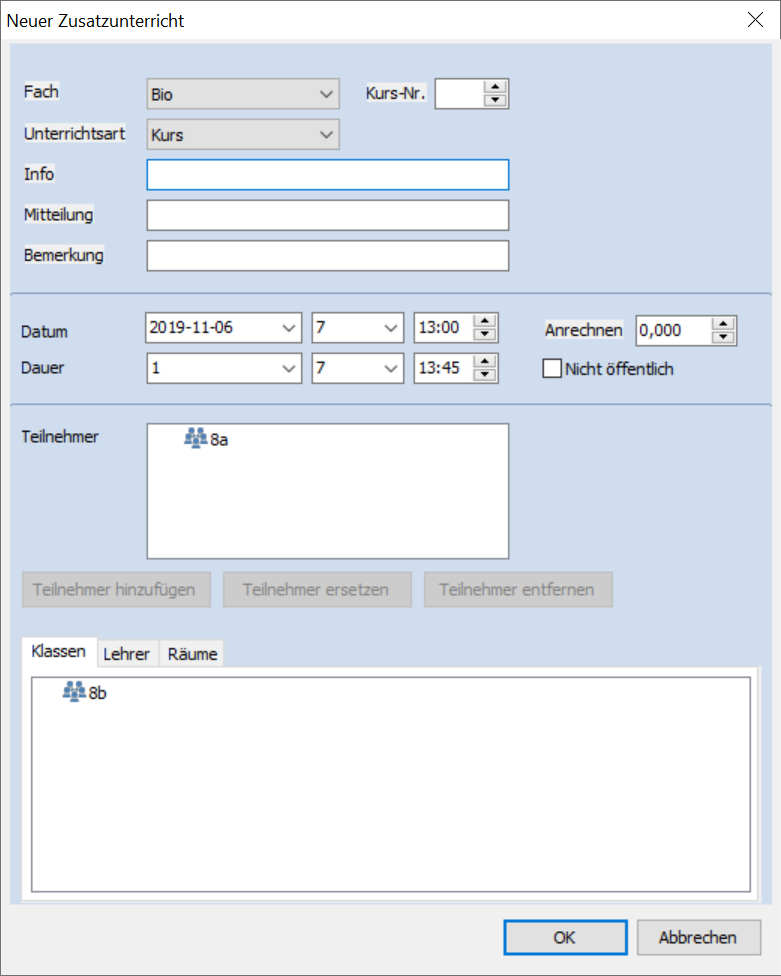 Neuer Zusatzunterricht
Fach Bio Kurs-Nr.
Unterrichtsart Kurs
Info
Mitteilung
Bemerkung
Datum 2019-11-06 7 13:00 Anrechnen 0,000
Dauer 1 7 13:45 Nicht öffentlich
Teilnehmer 8a
Teilnehmer hinzufügen Teilnehmer ersetzen Teilnehmer entfernen
Klassen Lehrer Räume
8b
OK Abbrechen